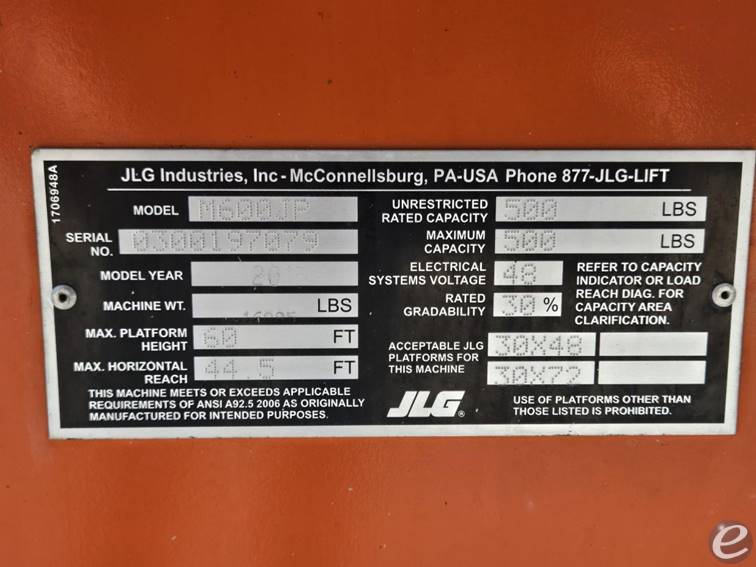 1706948A
JLG Industries, Inc - McConnellsburg, PA-USA Phone 877-JLG-LIFT
MODEL M600JP
SERIAL NO. 0300197079
MODEL YEAR
MACHINE WT. LBS
MAX. PLATFORM HEIGHT 60 FT
MAX. HORIZONTAL REACH 44.5 FT
THIS MACHINE MEETS OR EXCEEDS APPLICABLE
REQUIREMENTS OF ANSI A92.5 2006 AS ORIGINALLY
MANUFACTURED FOR INTENDED PURPOSES.
UNRESTRICTED RATED CAPACITY 500 LBS
MAXIMUM CAPACITY 500 LBS
ELECTRICAL SYSTEMS VOLTAGE 48
RATED GRADABILITY 30 %
REFER TO CAPACITY
INDICATOR OR LOAD
REACH DIAG. FOR
CAPACITY AREA
CLARIFICATION.
ACCEPTABLE JLG
PLATFORMS FOR
THIS MACHINE
30X48
30X72
JLG®
USE OF PLATFORMS OTHER THAN
THOSE LISTED IS PROHIBITED.
e